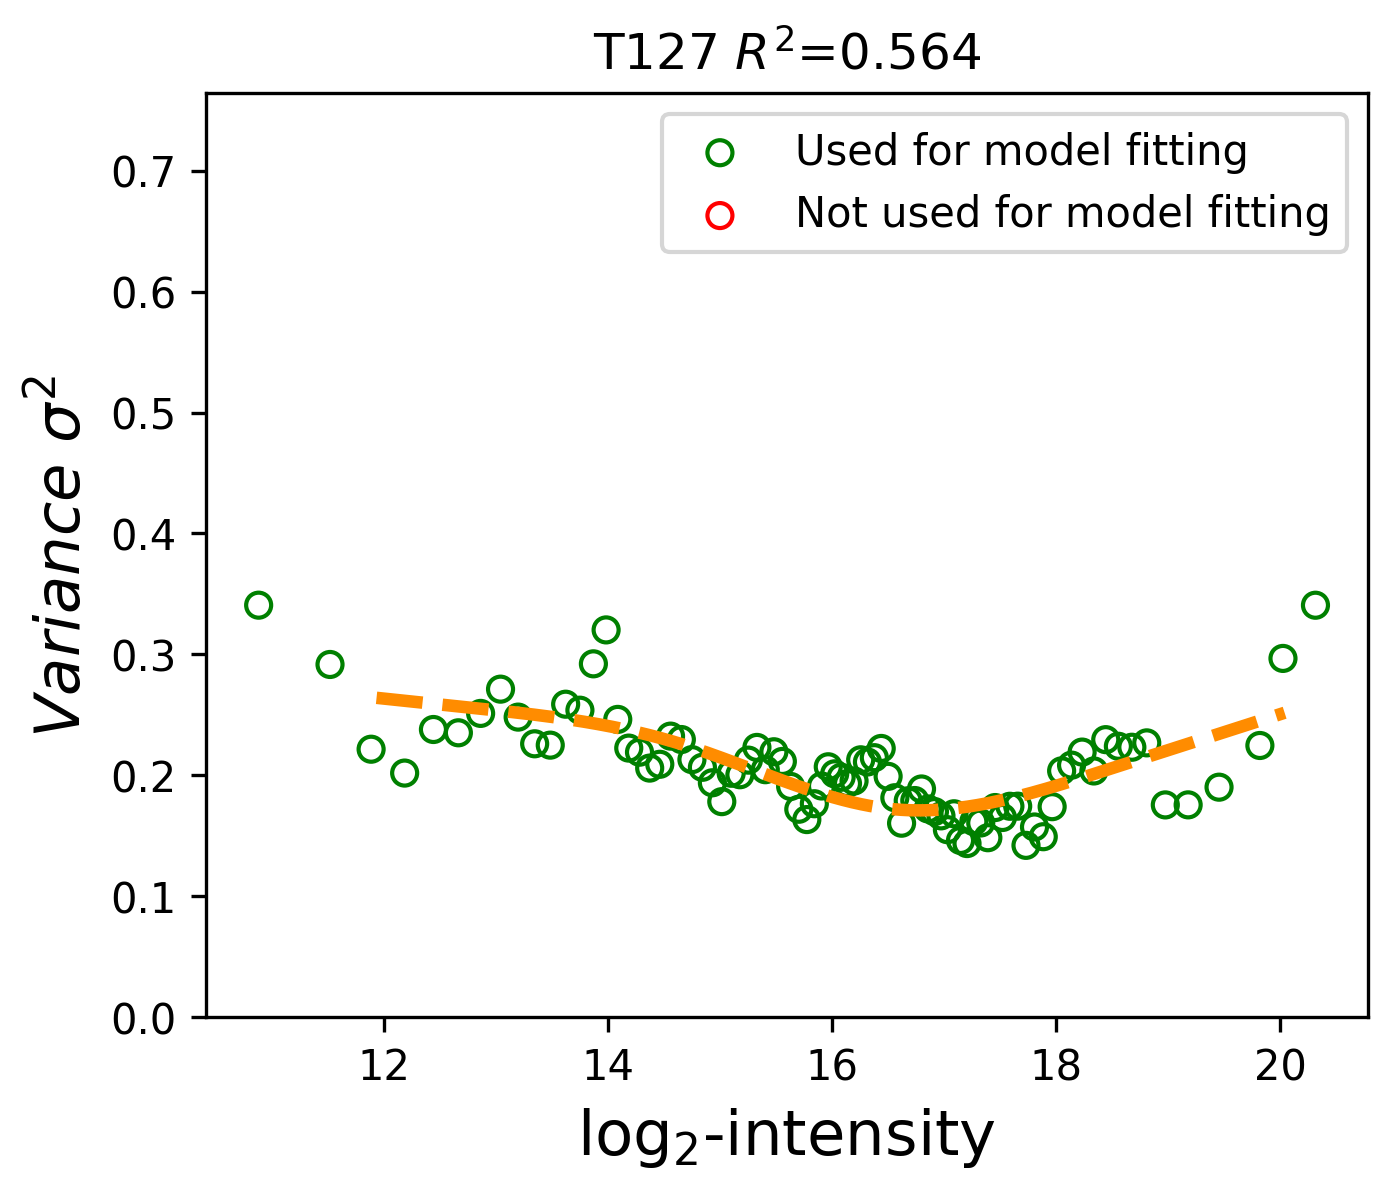 T127 R²=0.564
Used for model fitting
Not used for model fitting
0.7
0.6
0.5
0.4
0.3
0.2
0.1
0.0
Variance σ²
12 14 16 18 20
log₂-intensity